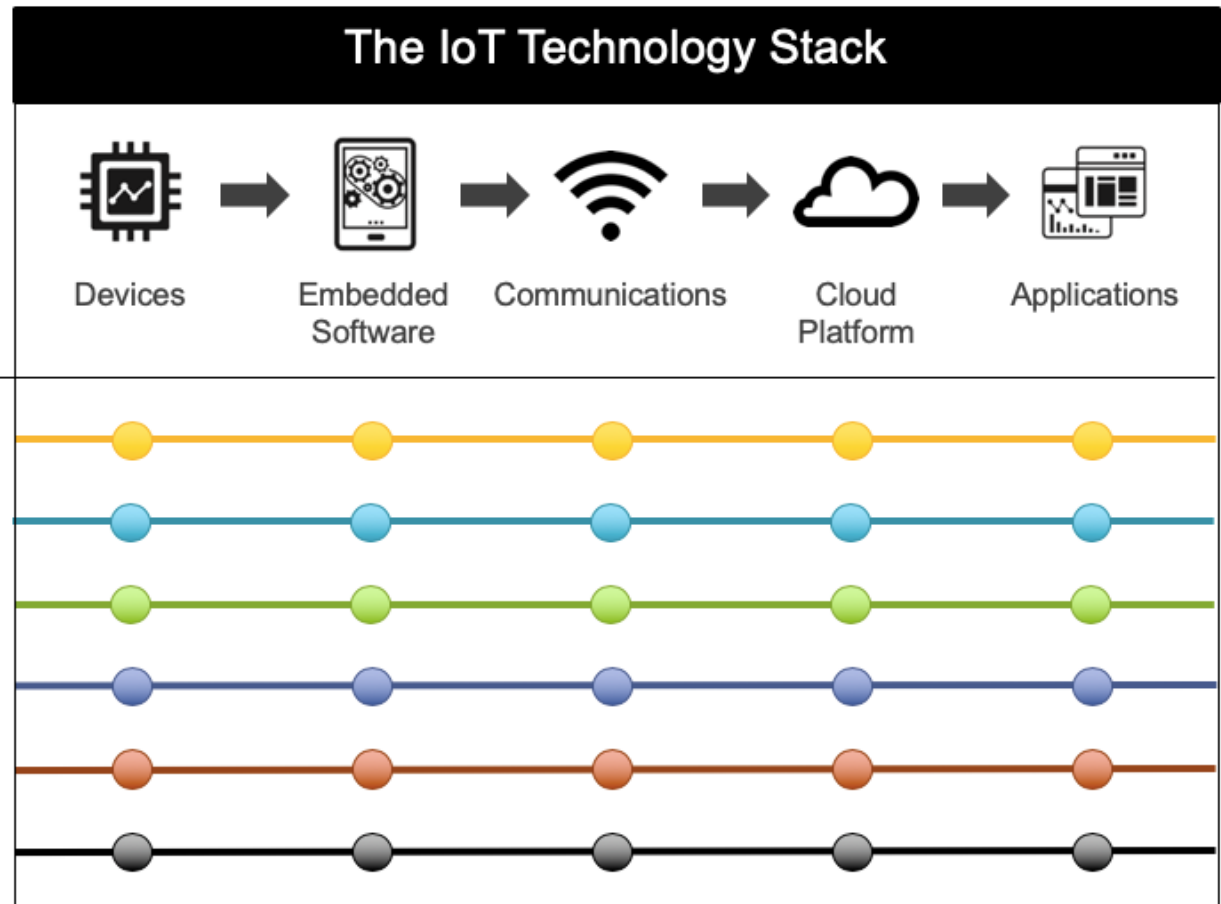 The IoT Technology Stack
Devices
Embedded
Software
Communications
Cloud
Platform
Applications